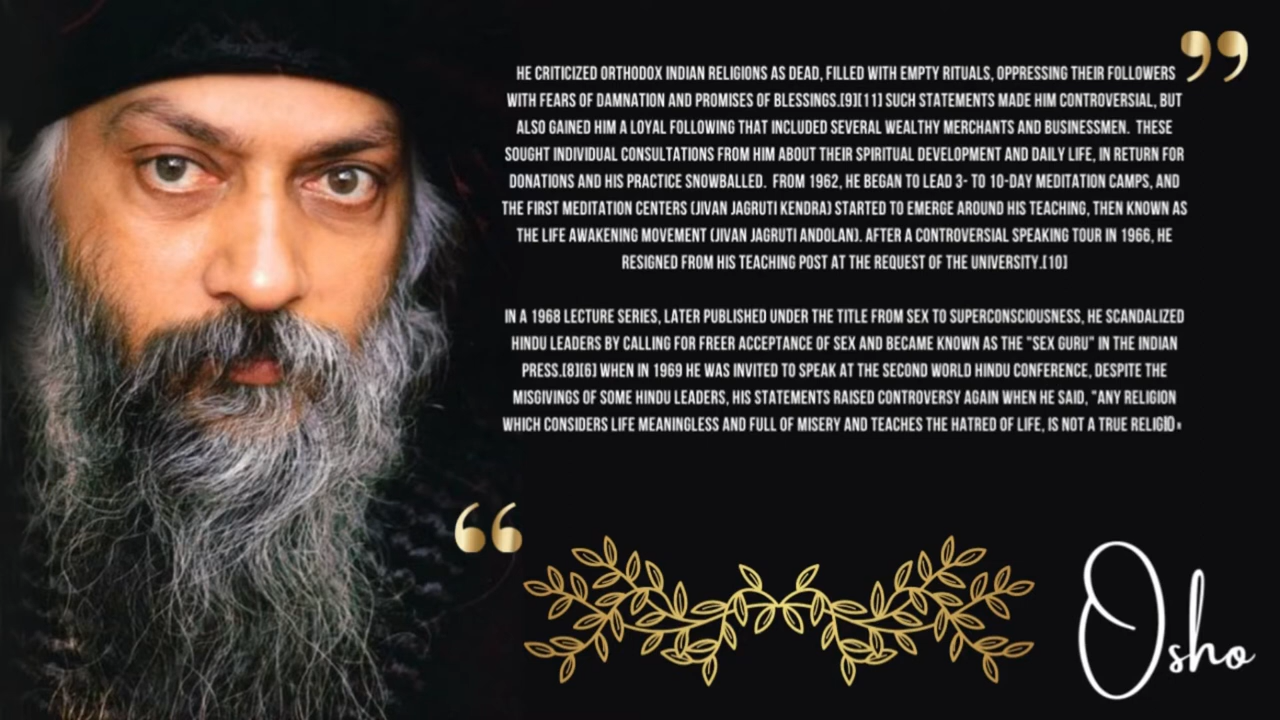 HE CRITICIZED ORTHODOX INDIAN RELIGIONS AS DEAD, FILLED WITH EMPTY RITUALS, OPPRESSING THEIR FOLLOWERS
WITH FEARS OF DAMNATION AND PROMISES OF BLESSINGS.[9][11] SUCH STATEMENTS MADE HIM CONTROVERSIAL, BUT
ALSO GAINED HIM A LOYAL FOLLOWING THAT INCLUDED SEVERAL WEALTHY MERCHANTS AND BUSINESSMEN. THESE
SOUGHT INDIVIDUAL CONSULTATIONS FROM HIM ABOUT THEIR SPIRITUAL DEVELOPMENT AND DAILY LIFE, IN RETURN FOR
DONATIONS AND HIS PRACTICE SNOWBALLED. FROM 1962, HE BEGAN TO LEAD 3- TO 10-DAY MEDITATION CAMPS, AND
THE FIRST MEDITATION CENTERS (JIVAN JAGRUTI KENDRA) STARTED TO EMERGE AROUND HIS TEACHING, THEN KNOWN AS
THE LIFE AWAKENING MOVEMENT (JIVAN JAGRUTI ANDOLAN). AFTER A CONTROVERSIAL SPEAKING TOUR IN 1966, HE
RESIGNED FROM HIS TEACHING POST AT THE REQUEST OF THE UNIVERSITY.[10]
IN A 1968 LECTURE SERIES, LATER PUBLISHED UNDER THE TITLE FROM SEX TO SUPERCONSCIOUSNESS, HE SCANDALIZED
HINDU LEADERS BY CALLING FOR FREER ACCEPTANCE OF SEX AND BECAME KNOWN AS THE "SEX GURU" IN THE INDIAN
PRESS.[8][6] WHEN IN 1969 HE WAS INVITED TO SPEAK AT THE SECOND WORLD HINDU CONFERENCE, DESPITE THE
MISGIVINGS OF SOME HINDU LEADERS, HIS STATEMENTS RAISED CONTROVERSY AGAIN WHEN HE SAID, "ANY RELIGION
WHICH CONSIDERS LIFE MEANINGLESS AND FULL OF MISERY AND TEACHES THE HATRED OF LIFE, IS NOT A TRUE
Osho